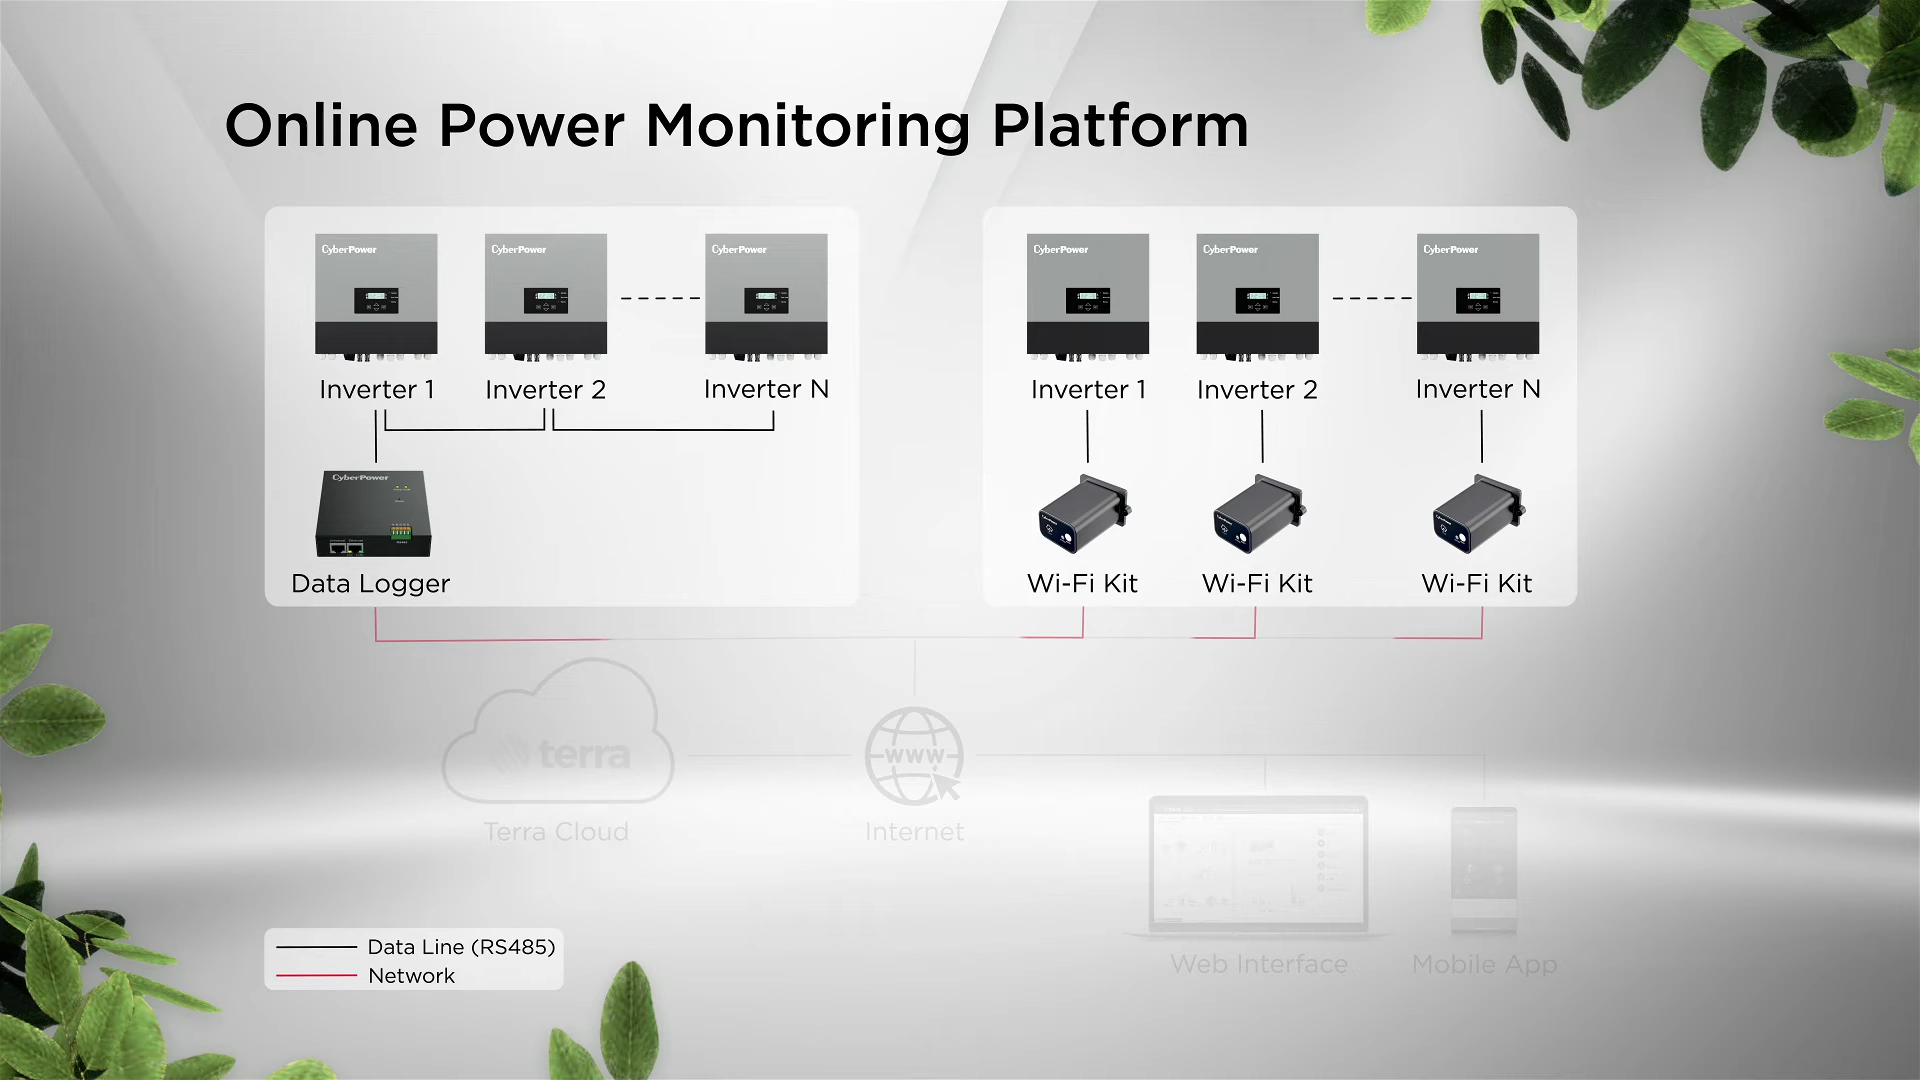 Online Power Monitoring Platform
CyberPower CyberPower CyberPower CyberPower CyberPower CyberPower
Inverter 1 Inverter 2 Inverter N Inverter 1 Inverter 2 Inverter N
CyberPower
Data Logger Wi-Fi Kit Wi-Fi Kit Wi-Fi Kit
terra
www
Terra Cloud Internet
Data Line (RS485)
Network
Web Interface Mobile App